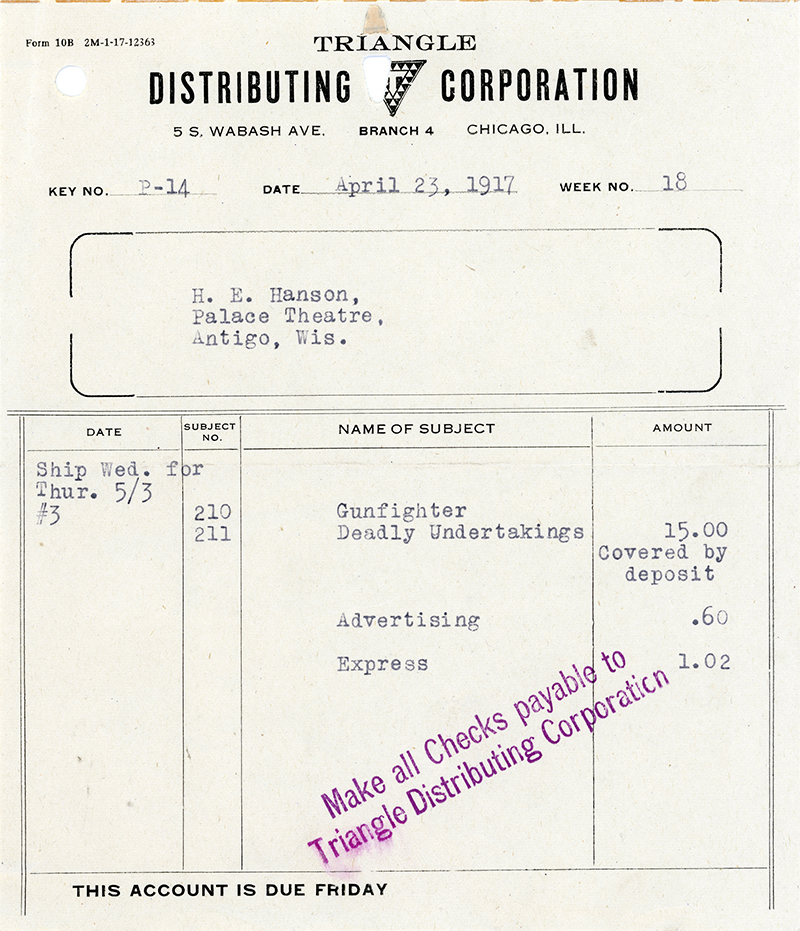 Form 10B 2M-1-17-12363
TRIANGLE
DISTRIBUTING CORPORATION
5 S. WABASH AVE. BRANCH 4 CHICAGO, ILL.
KEY NO. P-14 DATE April 23, 1917 WEEK NO. 18
H. E. Hanson,
Palace Theatre,
Antigo, Wis.
DATE SUBJECT NO. NAME OF SUBJECT AMOUNT
Ship Wed. for
Thur. 5/3
#3 210 Gunfighter
211 Deadly Undertakings 15.00
Covered by
deposit
Advertising .60
Express 1.02
Make all Checks payable to
Triangle Distributing Corporation
THIS ACCOUNT IS DUE FRIDAY